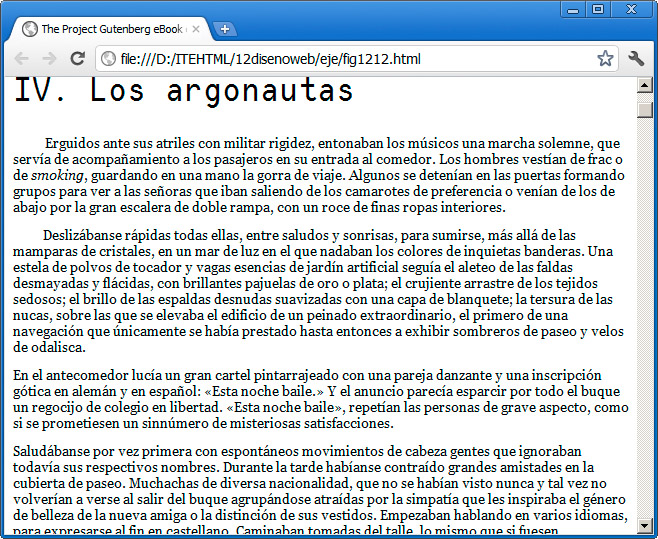 The Project Gutenberg eBook
file:///D:/ITEHTML/12disenoweb/eje/fig1212.html
IV. Los argonautas
Erguidos ante sus atriles con militar rigidez, entonaban los músicos una marcha solemne, que
servía de acompañamiento a los pasajeros en su entrada al comedor. Los hombres vestían de frac o
de smoking, guardando en una mano la gorra de viaje. Algunos se detenían en las puertas formando
grupos para ver a las señoras que iban saliendo de los camarotes de preferencia o venían de los de
abajo por la gran escalera de doble rampa, con un roce de finas ropas interiores.
Deslizábanse rápidas todas ellas, entre saludos y sonrisas, para sumirse, más allá de las
mamparas de cristales, en un mar de luz en el que nadaban los colores de inquietas banderas. Una
estela de polvos de tocador y vagas esencias de jardín artificial seguía el aleteo de las faldas
desmayadas y flácidas, con brillantes pajuelas de oro o plata; el crujiente arrastre de los tejidos
sedosos; el brillo de las espaldas desnudas suavizadas con una capa de blanquete; la tersura de las
nucas, sobre las que se elevaba el edificio de un peinado extraordinario, el primero de una
navegación que únicamente se había prestado hasta entonces a exhibir sombreros de paseo y velos
de odalisca.
En el antecomedor lucía un gran cartel pintarrajeado con una pareja danzante y una inscripción
gótica en alemán y en español: «Esta noche baile.» Y el anuncio parecía esparcir por todo el buque
un regocijo de colegio en libertad. «Esta noche baile», repetían las personas de grave aspecto, como
si se prometiesen un sinnúmero de misteriosas satisfacciones.
Saludábanse por vez primera con espontáneos movimientos de cabeza gentes que ignoraban
todavía sus respectivos nombres. Durante la tarde habíanse contraído grandes amistades en la
cubierta de paseo. Muchachas de diversa nacionalidad, que no se habían visto nunca y tal vez no
volverían a verse al salir del buque agrupándose atraídas por la simpatía que les inspiraba el género
de belleza de la nueva amiga o la distinción de sus vestidos. Empezaban hablando en varios idiomas,
para expresarse al fin en castellano. Caminaban tomadas del talle, lo mismo que si fuesen